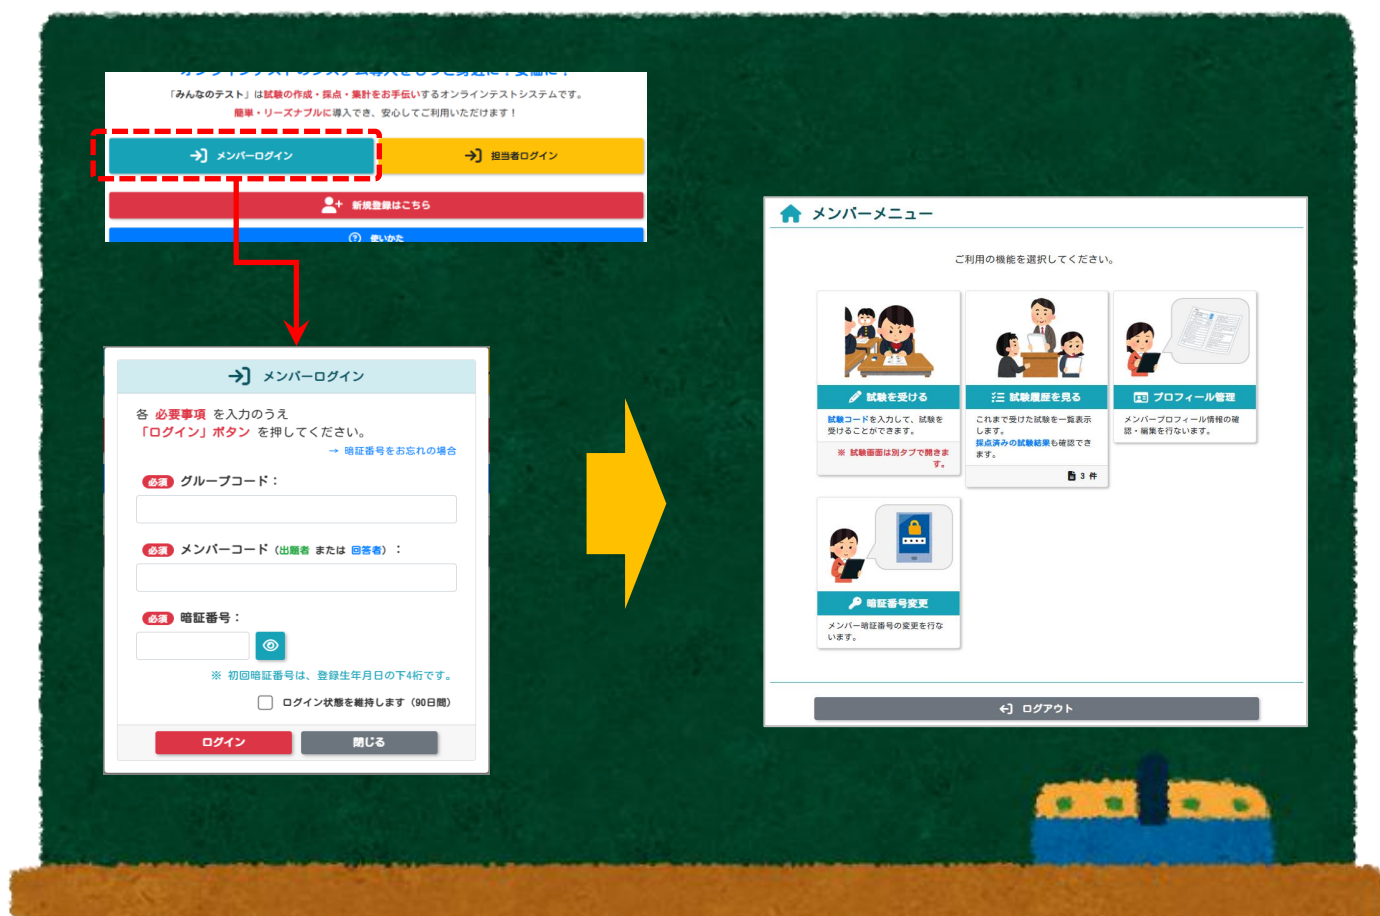 「みんなのテスト」は試験の作成・採点・集計をお手伝いするオンラインテストシステムです。
簡単・リーズナブルに導入でき、安心してご利用いただけます！
メンバーログイン
担当者ログイン
新規登録はこちら
使いかた
メンバーログイン
各 必要事項 を入力のうえ
「ログイン」ボタン を押してください。
→ 暗証番号をお忘れの場合
必須 グループコード：
必須 メンバーコード（出題者 または 回答者）：
必須 暗証番号：
※ 初回暗証番号は、登録生年月日の下4桁です。
ログイン状態を維持します（90日間）
ログイン
閉じる
メンバーメニュー
ご利用の機能を選択してください。
試験を受ける
試験コードを入力して、試験を
受けることができます。
※ 試験画面は別タブで開きま
す。
試験履歴を見る
これまで受けた試験を一覧表示
します。
採点済みの試験結果も確認でき
ます。
3 件
プロフィール管理
メンバープロフィール情報の確
認・編集を行ないます。
暗証番号変更
メンバー暗証番号の変更を行な
います。
ログアウト